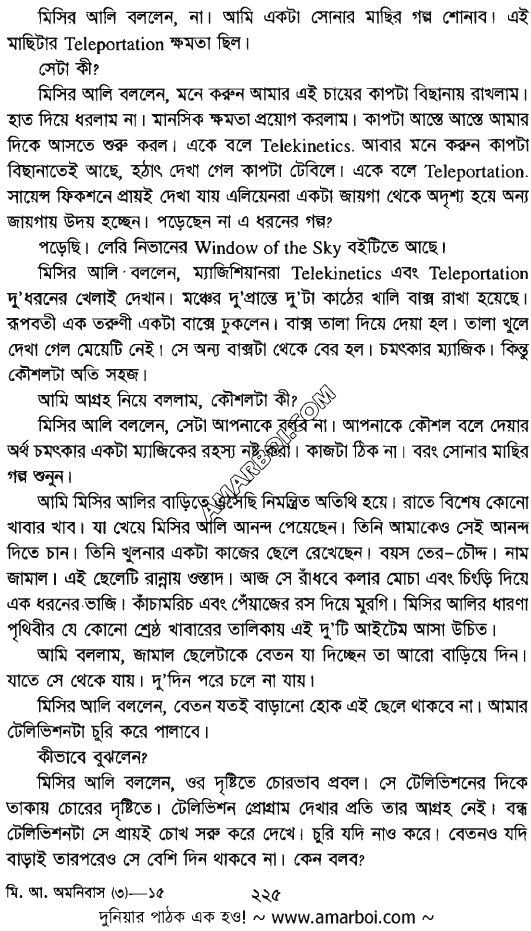 মিসির আলি বললেন, না। আমি একটা সোনার মাছির গল্প শোনাব। এই
মাছিটার Teleportation ক্ষমতা ছিল।
সেটা কী?
মিসির আলি বললেন, মনে করুন আমার এই চায়ের কাপটা বিছানায় রাখলাম।
হাত দিয়ে ধরলাম না। মানসিক ক্ষমতা প্রয়োগ করলাম। কাপটা আস্তে আস্তে আমার
দিকে আসতে শুরু করল। একে বলে Telekinetics. আবার মনে করুন কাপটা
বিছানাতেই আছে, হঠাৎ দেখা গেল কাপটা টেবিলে। একে বলে Teleportation.
সায়েন্স ফিকশনে প্রায়ই দেখা যায় এলিয়েনরা একটা জায়গা থেকে অদৃশ্য হয়ে অন্য
জায়গায় উদয় হচ্ছেন। পড়েছেন না এ ধরনের গল্প?
পড়েছি। লেরি নিভানের Window of the Sky বইটিতে আছে।
মিসির আলি বললেন, ম্যাজিশিয়ানরা Telekinetics এবং Teleportation
দু'ধরনের খেলাই দেখান। মঞ্চের দু'প্রান্তে দু'টা কাঠের খালি বাক্স রাখা হয়েছে।
রূপবতী এক তরুণী একটা বাক্সে ঢুকলেন। বাক্স তালা দিয়ে দেয়া হল। তালা খুলে
দেখা গেল মেয়েটি নেই। সে অন্য বাক্সটা থেকে বের হল। চমৎকার ম্যাজিক। কিন্তু
কৌশলটা অতি সহজ।
আমি আগ্রহ নিয়ে বললাম, কৌশলটা কী?
মিসির আলি বললেন, সেটা আপনাকে বলব না। আপনাকে কৌশল বলে দেয়ার
অর্থ চমৎকার একটা ম্যাজিকের রহস্য নষ্ট করা। কাজটা ঠিক না। বরং সোনার মাছির
গল্প শুনুন।
আমি মিসির আলির বাড়িতে এসেছি নিমন্ত্রিত অতিথি হয়ে। রাতে বিশেষ কোনো
খাবার খাব। যা খেয়ে মিসির আলি আনন্দ পেয়েছেন। তিনি আমাকেও সেই আনন্দ
দিতে চান। তিনি খুলনার একটা কাজের ছেলে রেখেছেন। বয়স তের–চৌদ্দ। নাম
জামাল। এই ছেলেটি রান্নায় ওস্তাদ। আজ সে রাঁধবে কলার মোচা এবং চিংড়ি দিয়ে
এক ধরনের ভাজি। কাঁচামরিচ এবং পেঁয়াজের রস দিয়ে মুরগি। মিসির আলির ধারণা
পৃথিবীর যে কোনো শ্রেষ্ঠ খাবারের তালিকায় এই দু'টি আইটেম আসা উচিত।
আমি বললাম, জামাল ছেলেটাকে বেতন যা দিচ্ছেন তা আরো বাড়িয়ে দিন।
যাতে সে থেকে যায়। দু'দিন পরে চলে না যায়।
মিসির আলি বললেন, বেতন যতই বাড়ানো হোক এই ছেলে থাকবে না। আমার
টেলিভিশনটা চুরি করে পালাবে।
কীভাবে বুঝলেন?
মিসির আলি বললেন, ওর দৃষ্টিতে চোরভাব প্রবল। সে টেলিভিশনের দিকে
তাকায় চোরের দৃষ্টিতে। টেলিভিশন প্রোগ্রাম দেখার প্রতি তার আগ্রহ নেই। বন্ধ
টেলিভিশনটা সে প্রায়ই চোখ সরু করে দেখে। চুরি যদি নাও করে। বেতনও যদি
বাড়াই তারপরেও সে বেশি দিন থাকবে না। কেন বলব?
মি. আ. অমনিবাস (৩)—১৫ ২২৫
দুনিয়ার পাঠক এক হও! ~ www.amarboi.com ~
AMARBOI.COM